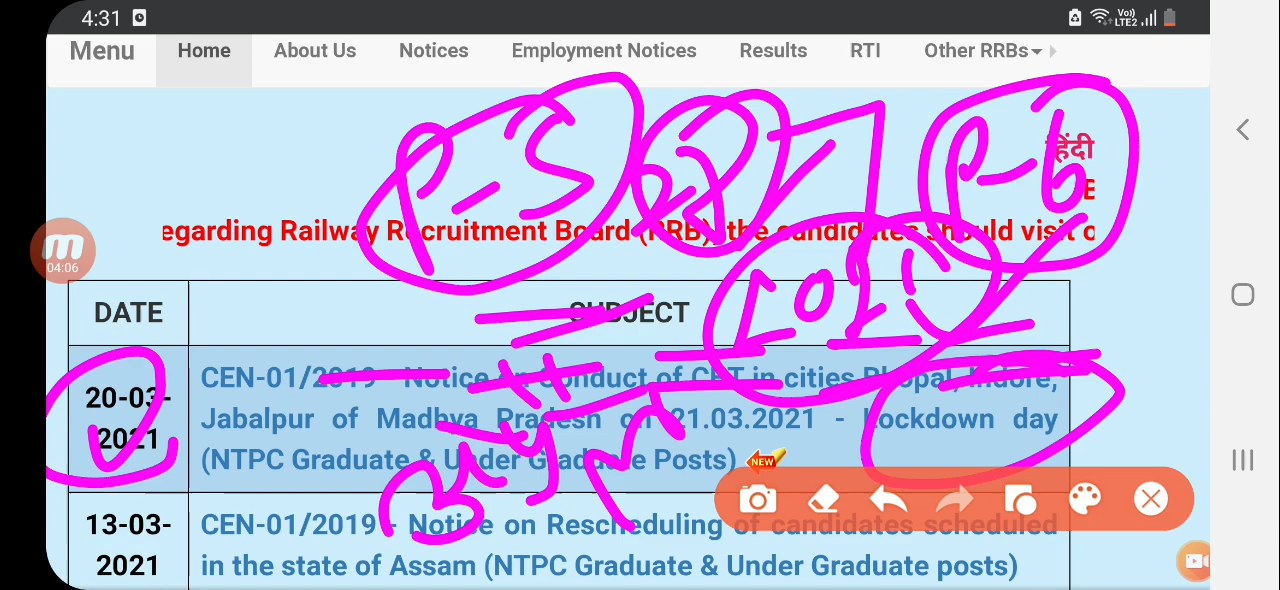 4:31 Vo)) LTE2
Menu Home About Us Notices Employment Notices Results RTI Other RRBs
P-5 P-6
हिंदी
E
egarding Railway Recruitment Board (RRB), the candidates should visit o
04:06
DATE SUBJECT
20-03-2021
CEN-01/2019 - Notice on Conduct of CBT in cities Bhopal, Indore,
Jabalpur of Madhya Pradesh on 21.03.2021 - Lockdown day
(NTPC Graduate & Under Graduate Posts) NEW
13-03-2021
CEN-01/2019 - Notice on Rescheduling of candidates scheduled
in the state of Assam (NTPC Graduate & Under Graduate posts)